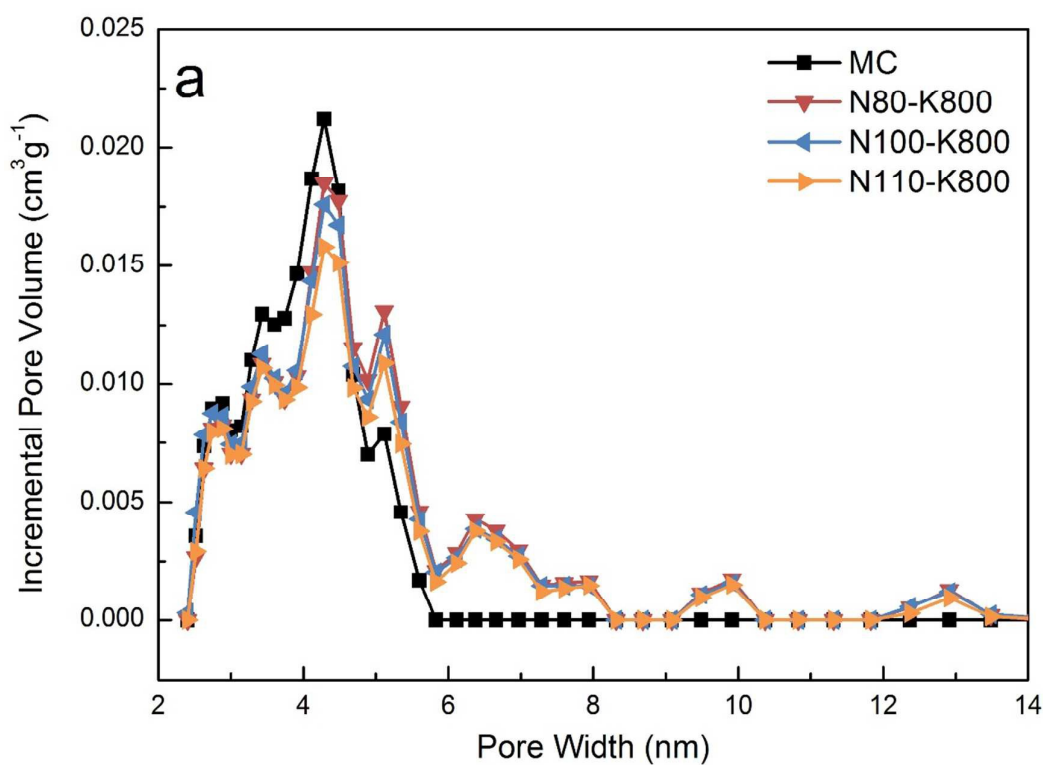 a
MC
N80-K800
N100-K800
N110-K800
Incremental Pore Volume (cm³g⁻¹)
0.025
0.020
0.015
0.010
0.005
0.000
2 4 6 8 10 12 14
Pore Width (nm)